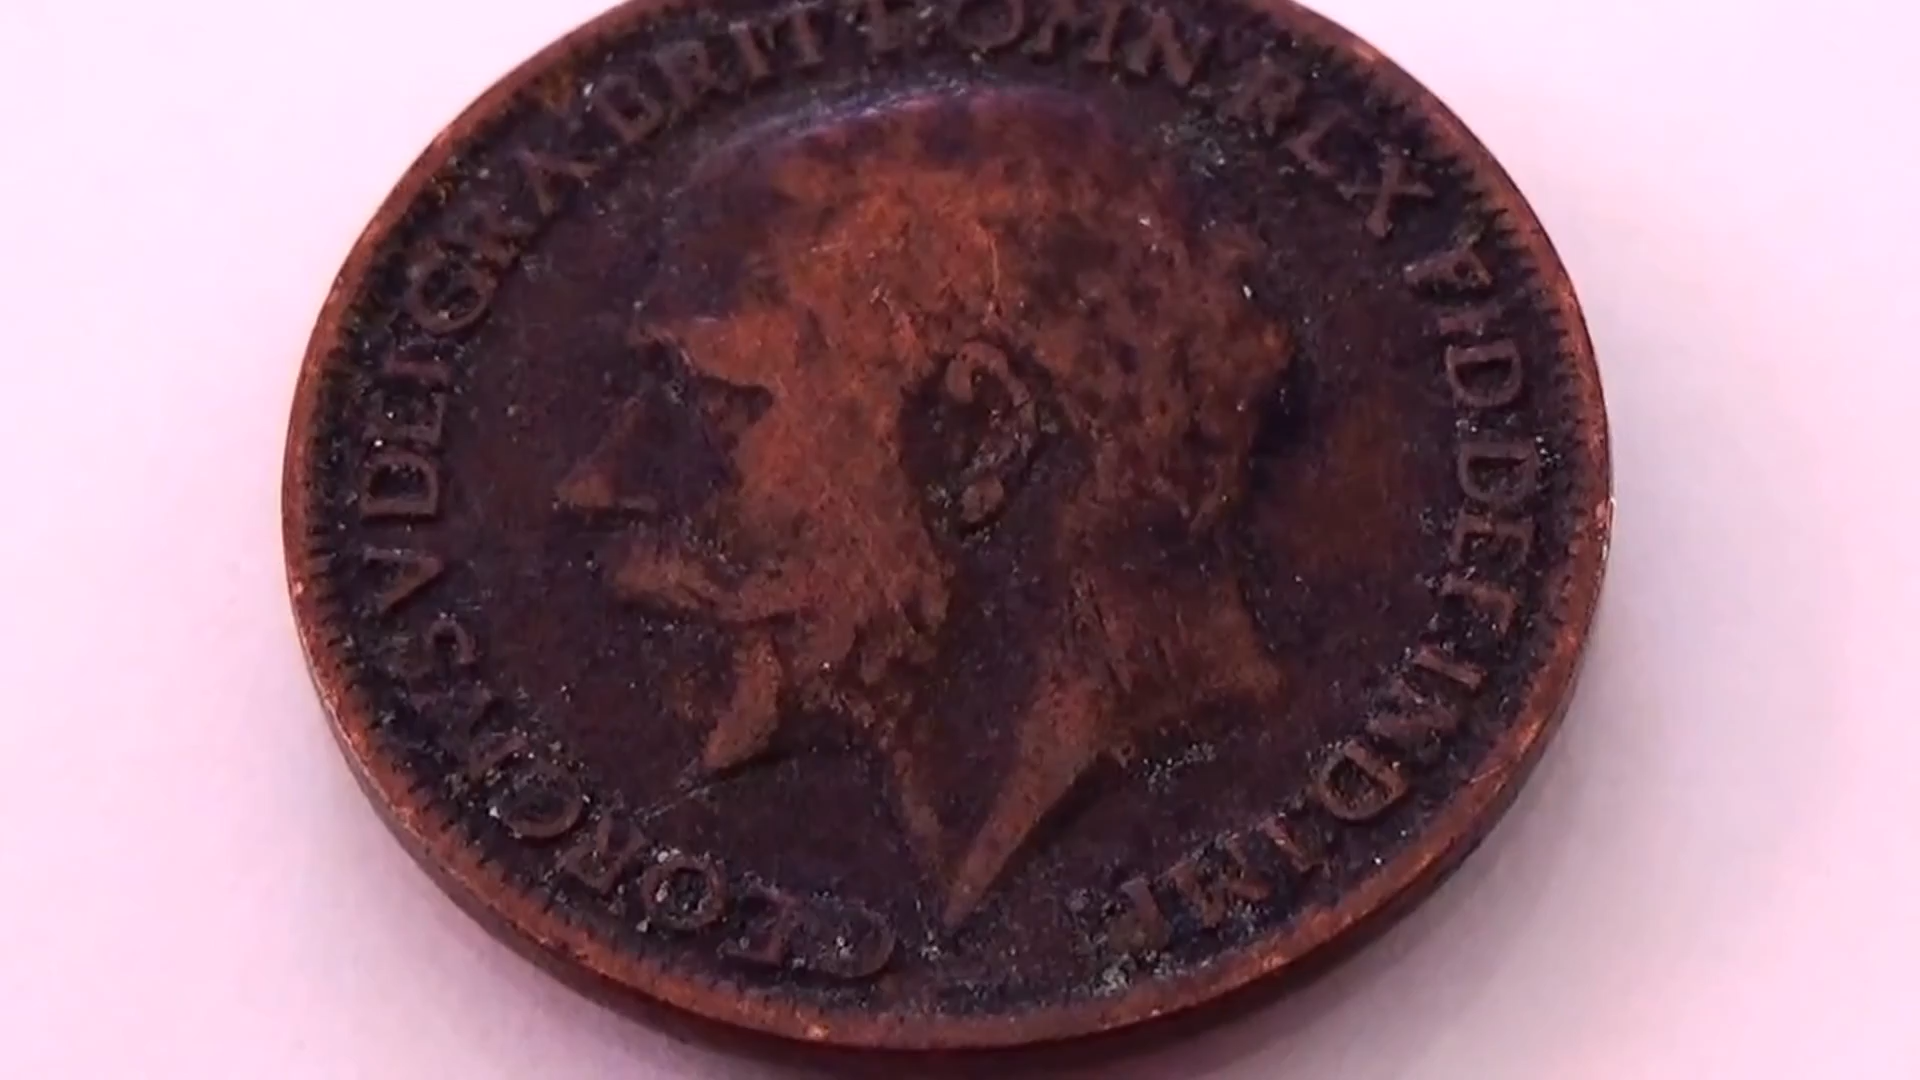 GEORGIVS V DEI GRA BRITT OMN REX FID DEF IND IMP